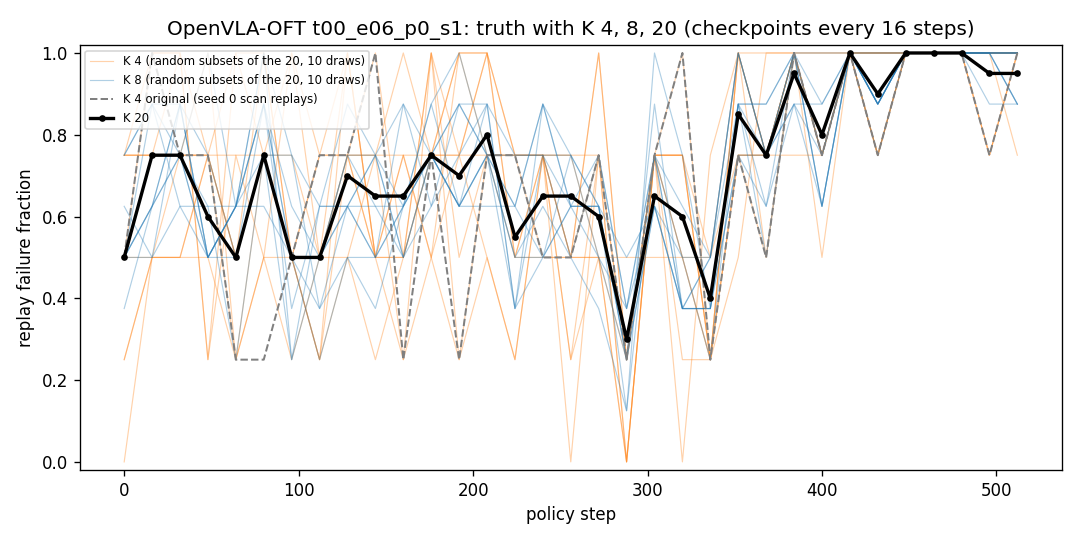 OpenVLA-OFT t00_e06_p0_s1: truth with K 4, 8, 20 (checkpoints every 16 steps)
K 4 (random subsets of the 20, 10 draws)
K 8 (random subsets of the 20, 10 draws)
K 4 original (seed 0 scan replays)
K 20
replay failure fraction
1.0
0.8
0.6
0.4
0.2
0.0
0 100 200 300 400 500
policy step